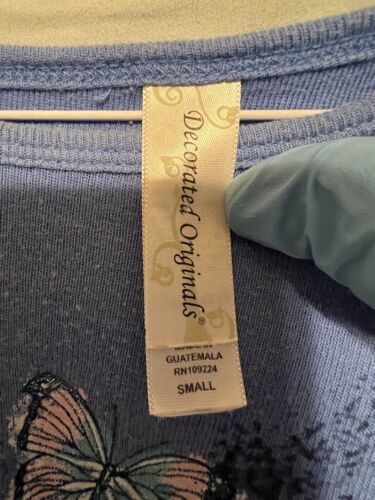 Decorated Originals®
MADE IN
GUATEMALA
RN109224
SMALL